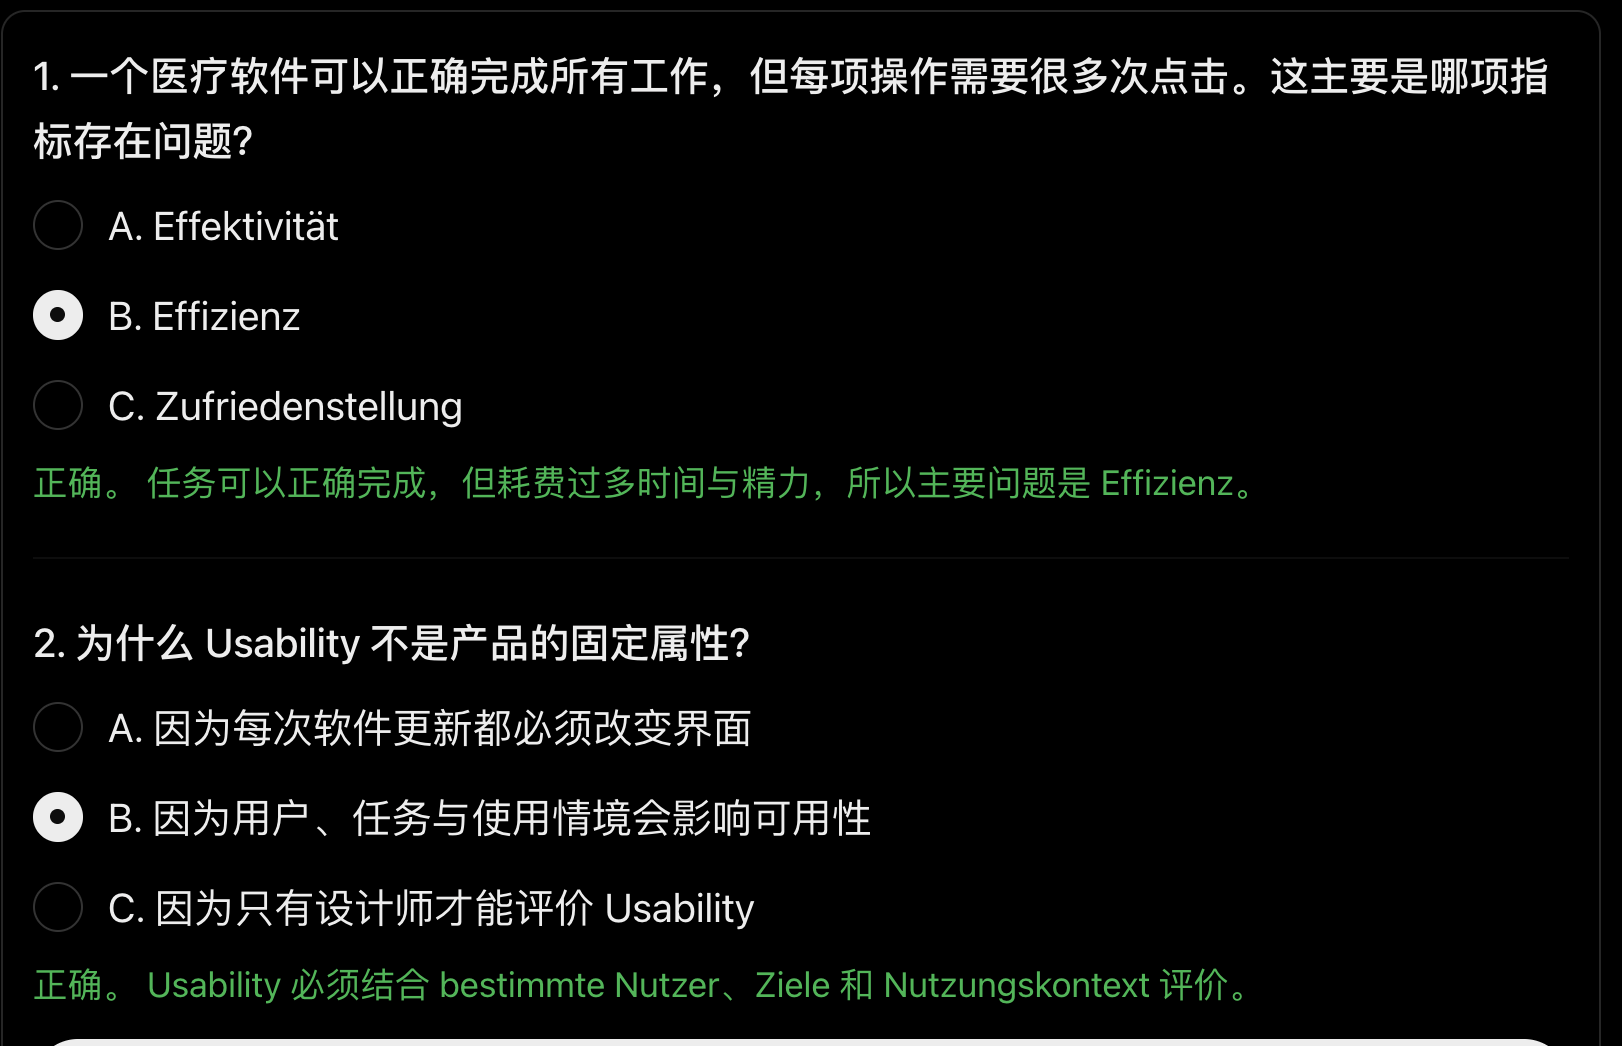 1. 一个医疗软件可以正确完成所有工作，但每项操作需要很多次点击。这主要是哪项指
标存在问题?
A. Effektivität
B. Effizienz
C. Zufriedenstellung
正确。 任务可以正确完成，但耗费过多时间与精力，所以主要问题是 Effizienz。
2. 为什么 Usability 不是产品的固定属性?
A. 因为每次软件更新都必须改变界面
B. 因为用户、任务与使用情境会影响可用性
C. 因为只有设计师才能评价 Usability
正确。 Usability 必须结合 bestimmte Nutzer、Ziele 和 Nutzungskontext 评价。